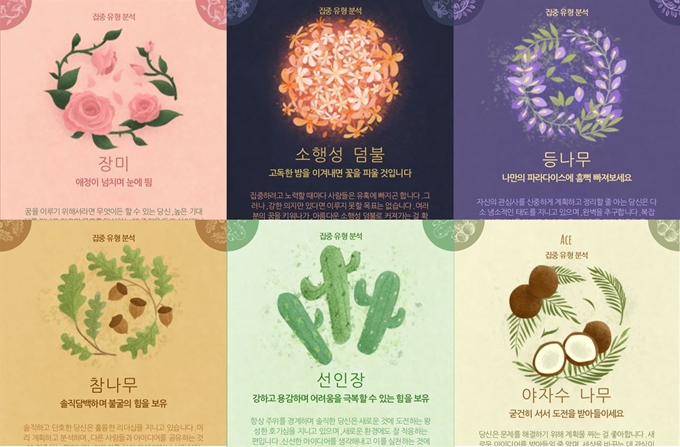 집중 유형 분석
장미
애정이 넘치며 눈에 띔
꿈을 이루기 위해서라면 무엇이든 할 수 있는 당신 ,높은 기대
집중 유형 분석
소행성 덤불
고독한 밤을 이겨내면 꽃을 피울 것입니다
집중하려고 노력할 때마다 사람들은 유혹에 빠지곤 합니다 .그
러나 ,강한 의지만 있다면 이루지 못할 목표는 없습니다 . 여러
분의 꿈을 키워나가 ,아름다운 소행성 덤불로 커져가는 걸 확
집중 유형 분석
등나무
나만의 파라다이스에 흠뻑 빠져보세요
자신의 관심사를 신중하게 계획하고 정리할 줄 아는 당신은 다
소 냉소적인 태도를 지니고 있으며 ,완벽을 추구합니다 . 복잡
집중 유형 분석
참나무
솔직담백하며 불굴의 힘을 보유
솔직하고 단호한 당신은 훌륭한 리더십을 지니고 있습니다 . 미
리 계획하고 분석하며 , 다른 사람들과 아이디어를 공유하는 것
집중 유형 분석
선인장
강하고 용감하며 어려움을 극복할 수 있는 힘을 보유
항상 주위를 경계하며 솔직한 당신은 새로운 것에 도전하는 왕
성한 호기심을 지니고 있으며 ,새로운 환경에도 잘 적응하는
편입니다 .신선한 아이디어를 생각해내고 이를 실천하는 것에
ACE
집중 유형 분석
야자수 나무
굳건히 서서 도전을 받아들이세요
당신은 문제를 해결하기 위해 계획을 짜는 걸 좋아합니다 . 새